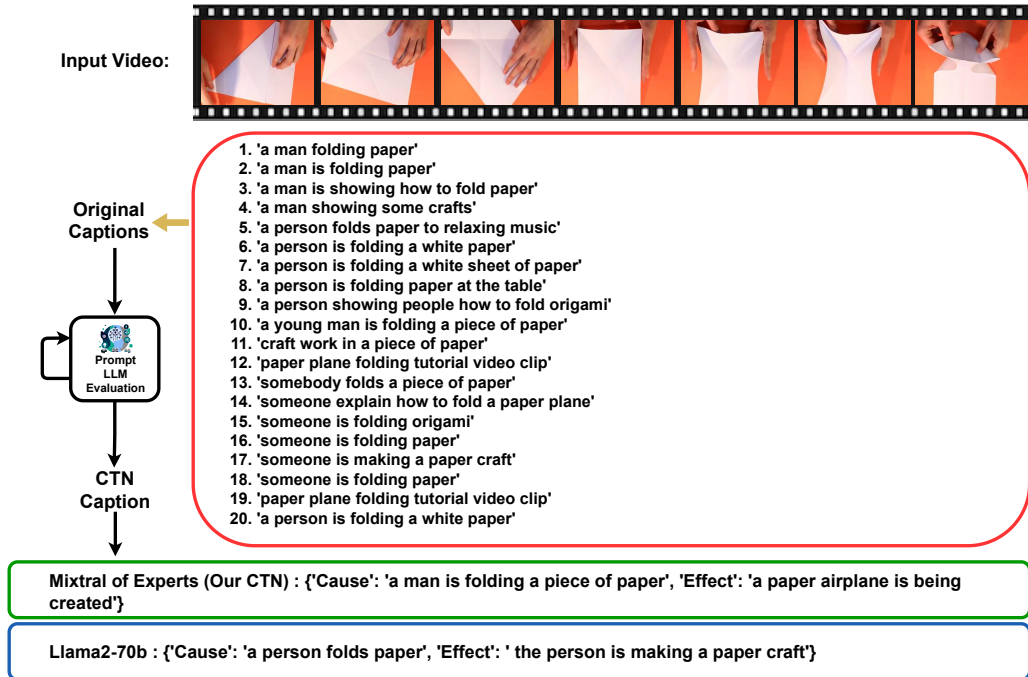 Input Video:
1. 'a man folding paper'
2. 'a man is folding paper'
3. 'a man is showing how to fold paper'
4. 'a man showing some crafts'
5. 'a person folds paper to relaxing music'
6. 'a person is folding a white paper'
7. 'a person is folding a white sheet of paper'
8. 'a person is folding paper at the table'
9. 'a person showing people how to fold origami'
10. 'a young man is folding a piece of paper'
11. 'craft work in a piece of paper'
12. 'paper plane folding tutorial video clip'
13. 'somebody folds a piece of paper'
14. 'someone explain how to fold a paper plane'
15. 'someone is folding origami'
16. 'someone is folding paper'
17. 'someone is making a paper craft'
18. 'someone is folding paper'
19. 'paper plane folding tutorial video clip'
20. 'a person is folding a white paper'
Original
Captions
Prompt
LLM
Evaluation
CTN
Caption
Mixtral of Experts (Our CTN) : {'Cause': 'a man is folding a piece of paper', 'Effect': 'a paper airplane is being
created'}
Llama2-70b : {'Cause': 'a person folds paper', 'Effect': ' the person is making a paper craft'}